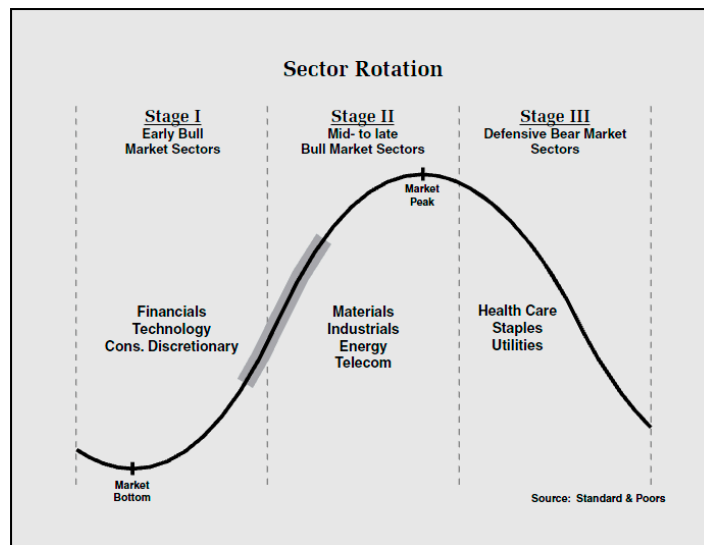 Sector Rotation
Stage I
Early Bull
Market Sectors
Stage II
Mid- to late
Bull Market Sectors
Stage III
Defensive Bear Market
Sectors
Market
Peak
Financials
Technology
Cons. Discretionary
Materials
Industrials
Energy
Telecom
Health Care
Staples
Utilities
Market
Bottom
Source: Standard & Poors